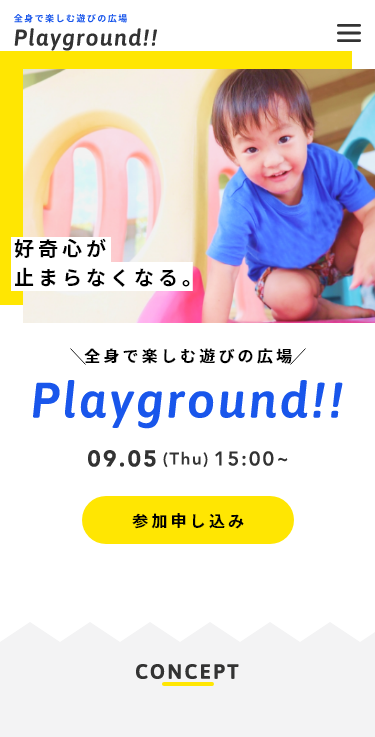 全身で楽しむ遊びの広場
Playground!!
好奇心が
止まらなくなる。
＼全身で楽しむ遊びの広場／
Playground!!
09.05 (Thu) 15:00~
参加申し込み
CONCEPT